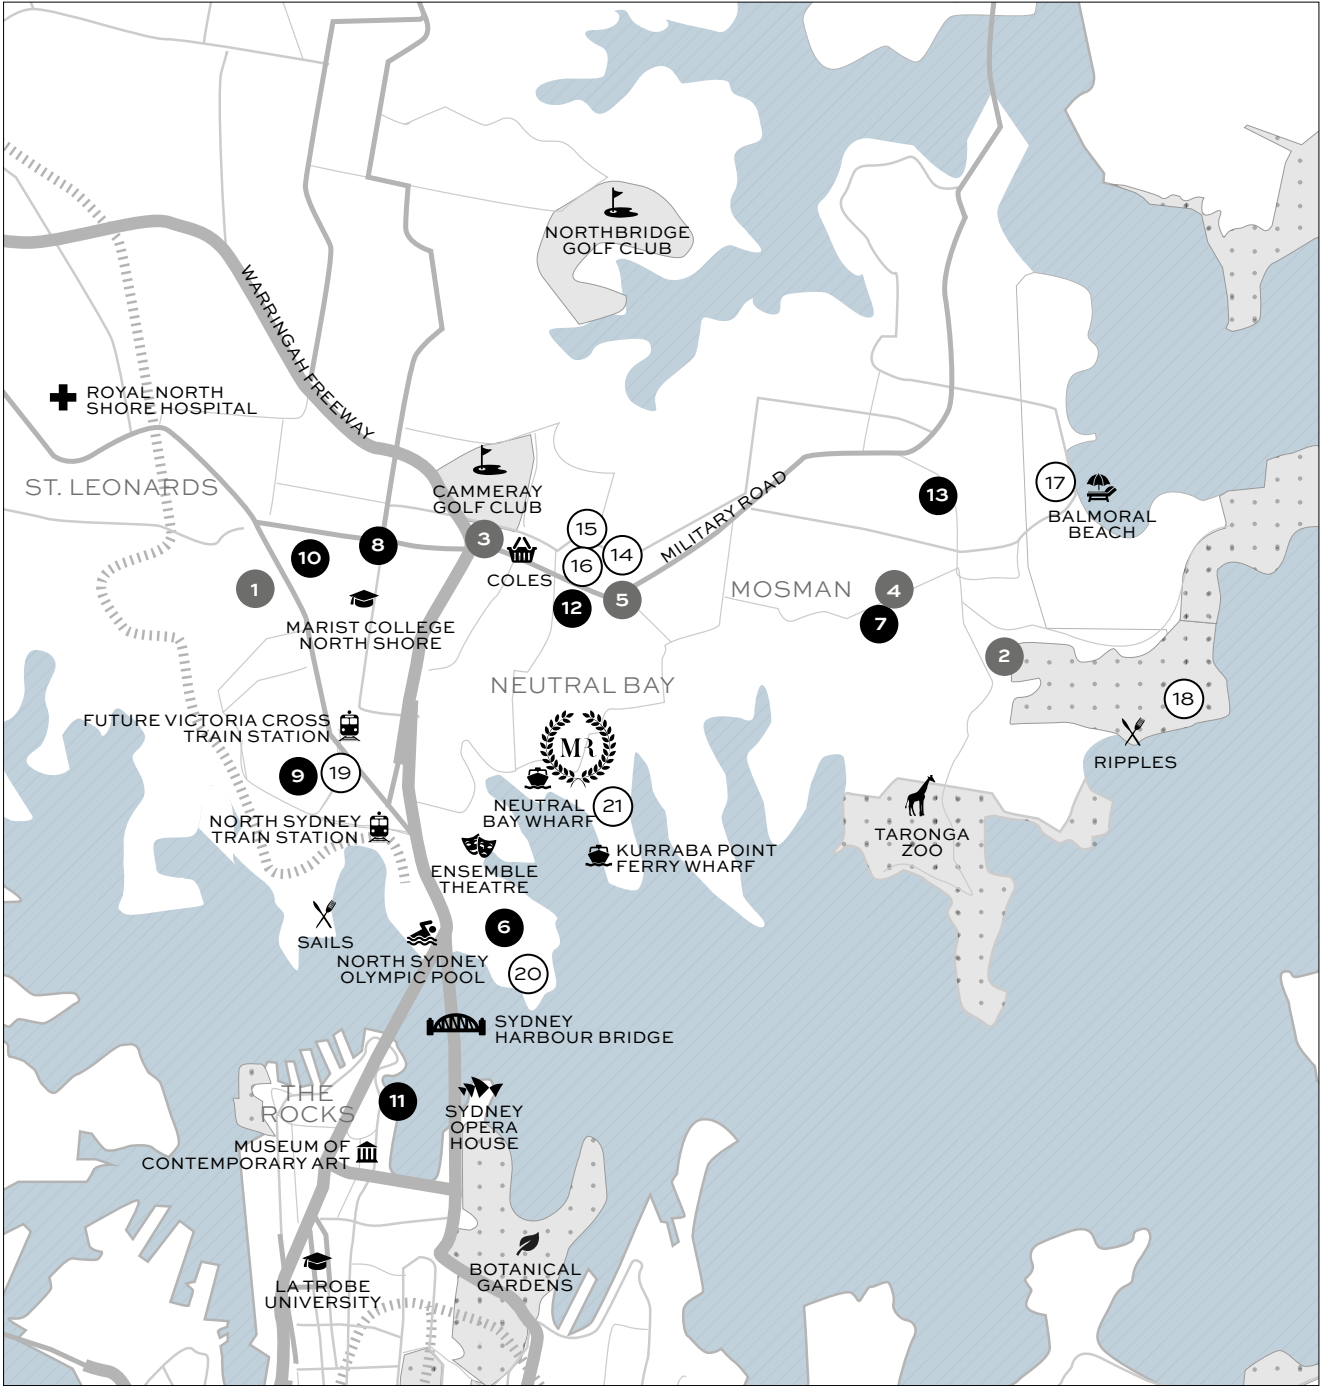 NORTHBRIDGE
GOLF CLUB
WARRINGAH FREEWAY
ROYAL NORTH
SHORE HOSPITAL
ST. LEONARDS
CAMMERAY
GOLF CLUB
MILITARY ROAD
17
13
BALMORAL
BEACH
15
3
8
10
14
16
COLES
1
12
5
MOSMAN
4
7
MARIST COLLEGE
NORTH SHORE
2
NEUTRAL BAY
18
FUTURE VICTORIA CROSS
TRAIN STATION
MR
RIPPLES
9
19
NEUTRAL
BAY WHARF
21
NORTH SYDNEY
TRAIN STATION
TARONGA
ZOO
KURRABA POINT
FERRY WHARF
ENSEMBLE
THEATRE
6
SAILS
NORTH SYDNEY
OLYMPIC POOL
20
SYDNEY
HARBOUR BRIDGE
THE
ROCKS
11
SYDNEY
OPERA
HOUSE
MUSEUM OF
CONTEMPORARY ART
BOTANICAL
GARDENS
LA TROBE
UNIVERSITY